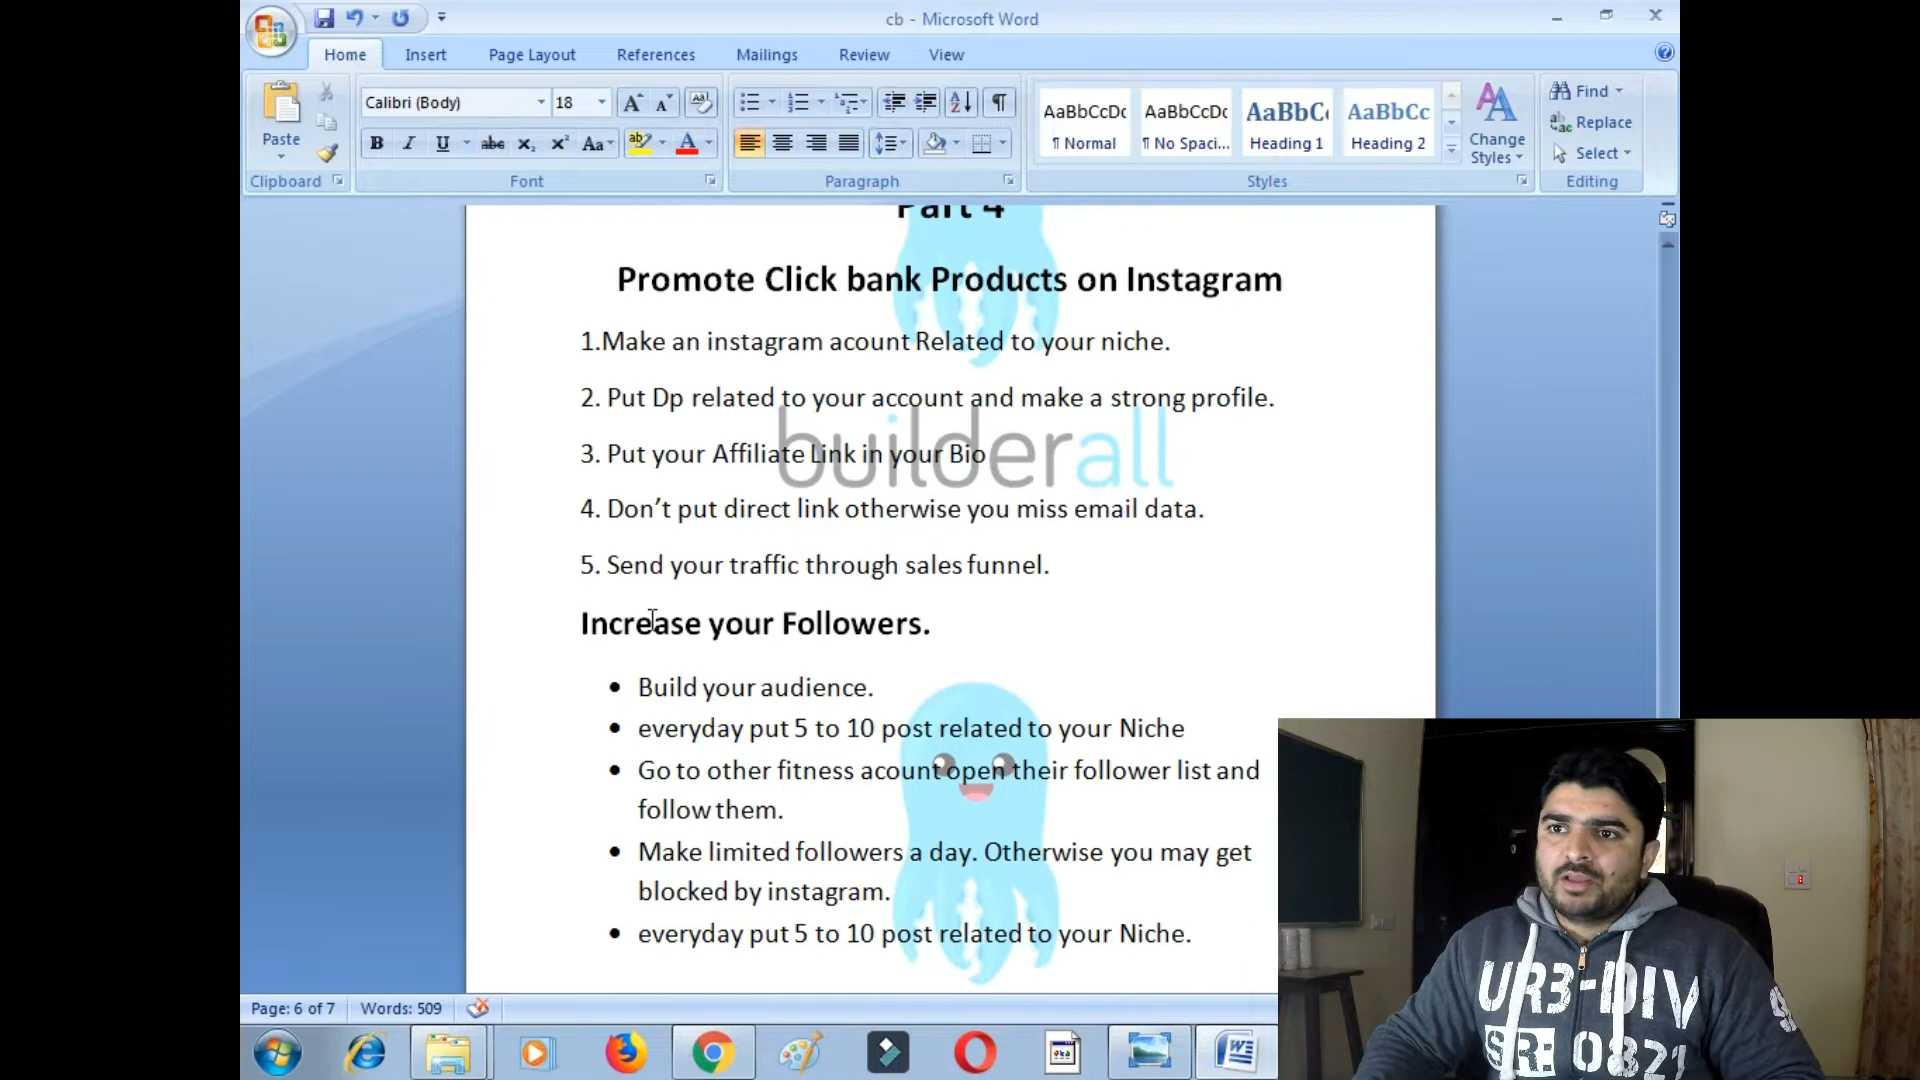 cb - Microsoft Word
Home Insert Page Layout References Mailings Review View
Calibri (Body) 18
Paste
Clipboard
Font
Paragraph
AaBbCcDc AaBbCcDc AaBbC AaBbCc
¶ Normal ¶ No Spaci... Heading 1 Heading 2
Change Styles
Styles
Find
Replace
Select
Editing
Part 4
Promote Click bank Products on Instagram
1.Make an instagram acount Related to your niche.
2. Put Dp related to your account and make a strong profile.
builderall
3. Put your Affiliate Link in your Bio
4. Don't put direct link otherwise you miss email data.
5. Send your traffic through sales funnel.
Increase your Followers.
• Build your audience.
• everyday put 5 to 10 post related to your Niche
• Go to other fitness acount open their follower list and
follow them.
• Make limited followers a day. Otherwise you may get
blocked by instagram.
• everyday put 5 to 10 post related to your Niche.
Page: 6 of 7 Words: 509
UR3-DIV
SR: 0821